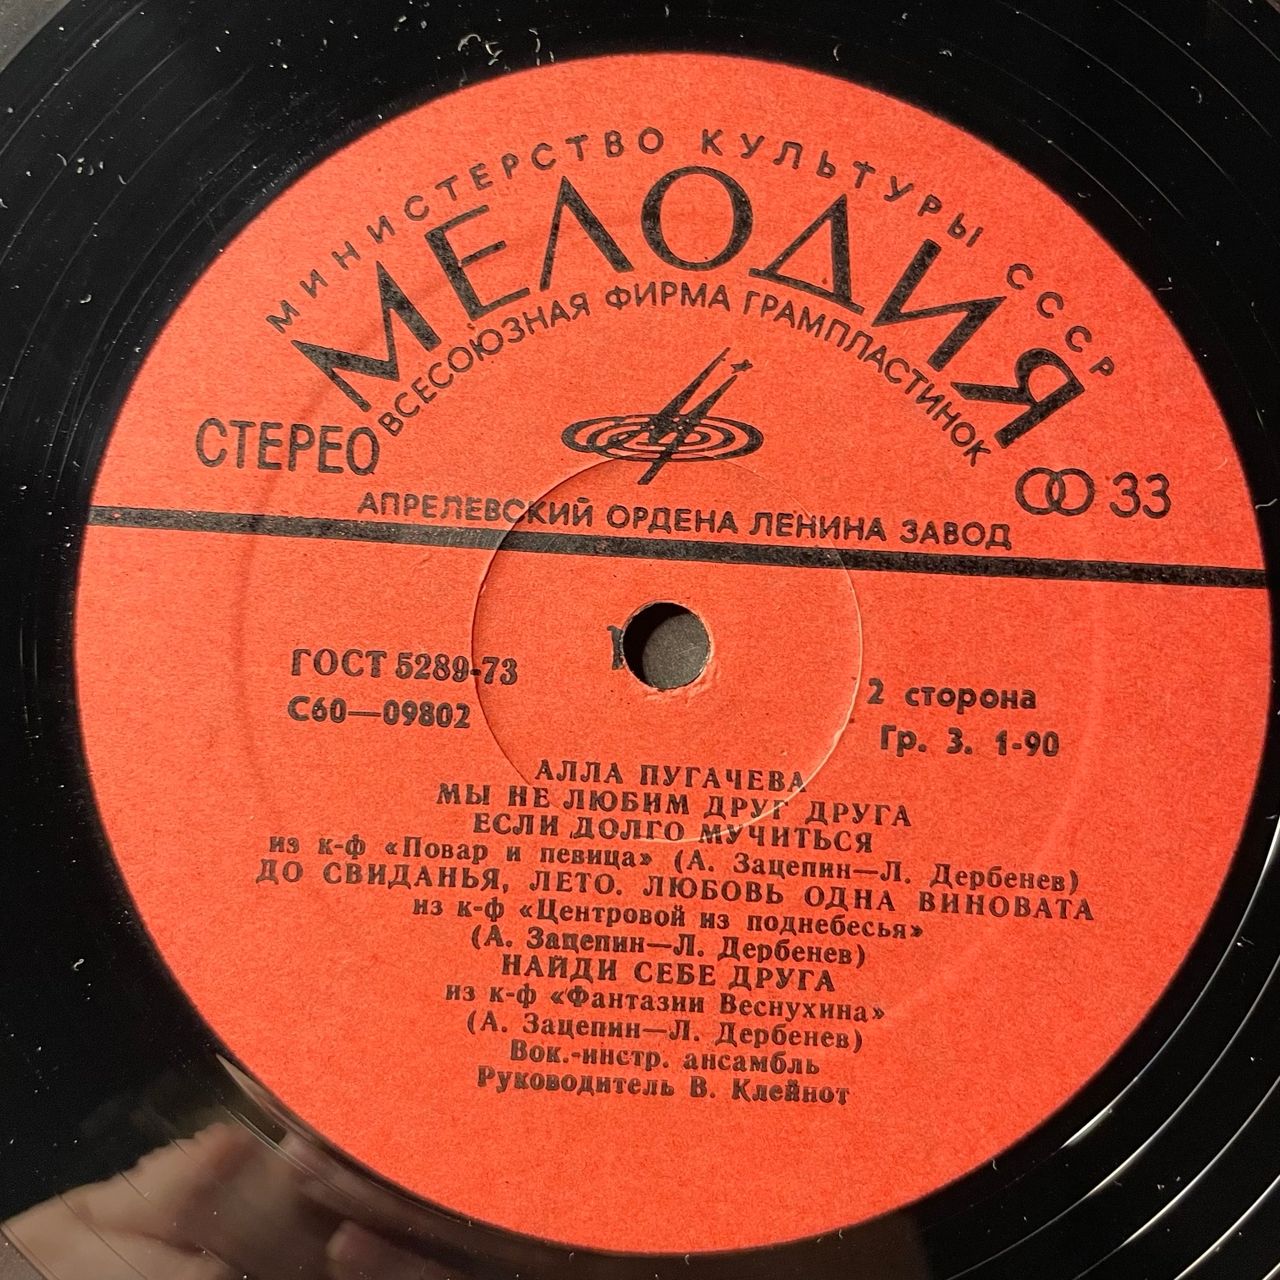 МИНИСТЕРСТВО КУЛЬТУРЫ СССР
МЕЛОДИЯ
ВСЕСОЮЗНАЯ ФИРМА ГРАМПЛАСТИНОК
СТЕРЕО
33
АПРЕЛЕВСКИЙ ОРДЕНА ЛЕНИНА ЗАВОД
ГОСТ 5289-73
С60—09802
2 сторона
Гр. 3. 1-90
АЛЛА ПУГАЧЕВА
МЫ НЕ ЛЮБИМ ДРУГ ДРУГА
ЕСЛИ ДОЛГО МУЧИТЬСЯ
из к-ф «Повар и певица» (А. Зацепин—Л. Дербенев)
ДО СВИДАНЬЯ, ЛЕТО. ЛЮБОВЬ ОДНА ВИНОВАТА
из к-ф «Центровой из поднебесья»
(А. Зацепин—Л. Дербенев)
НАЙДИ СЕБЕ ДРУГА
из к-ф «Фантазии Веснухина»
(А. Зацепин—Л. Дербенев)
Вок.-инстр. ансамбль
Руководитель В. Клейнот